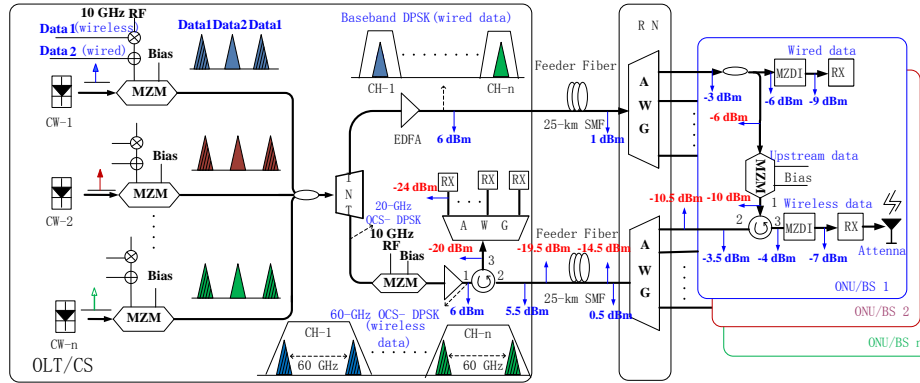 10 GHz RF
Data1 (wireless)
Data 2 (wired)
Bias
MZM
CW-1
Data1 Data2 Data1
Baseband DPSK(wired data)
CH-1
CH-n
EDFA
6 dBm
Feeder Fiber
25-km SMF
1 dBm
R N
A W G
-3 dBm
Wired data
MZDI
RX
-6 dBm
-9 dBm
-6 dBm
Upstream data
Bias
MZM
-10 dBm
1
2
3
Wireless data
MZDI
RX
Attenna
-10.5 dBm
-3.5 dBm
-4 dBm
-7 dBm
ONU/BS 1
ONU/BS 2
ONU/BS n
Bias
MZM
CW-2
Bias
MZM
CW-n
I N T
20-GHz
OCS- DPSK
10 GHz
RF
MZM
-24 dBm
RX
RX
RX
A W G
-20 dBm
1
2
3
6 dBm
5.5 dBm
-19.5 dBm
-14.5 dBm
Feeder Fiber
25-km SMF
0.5 dBm
A W G
60-GHz OCS- DPSK
(wireless
data)
CH-1
60 GHz
CH-n
60 GHz
OLT/CS